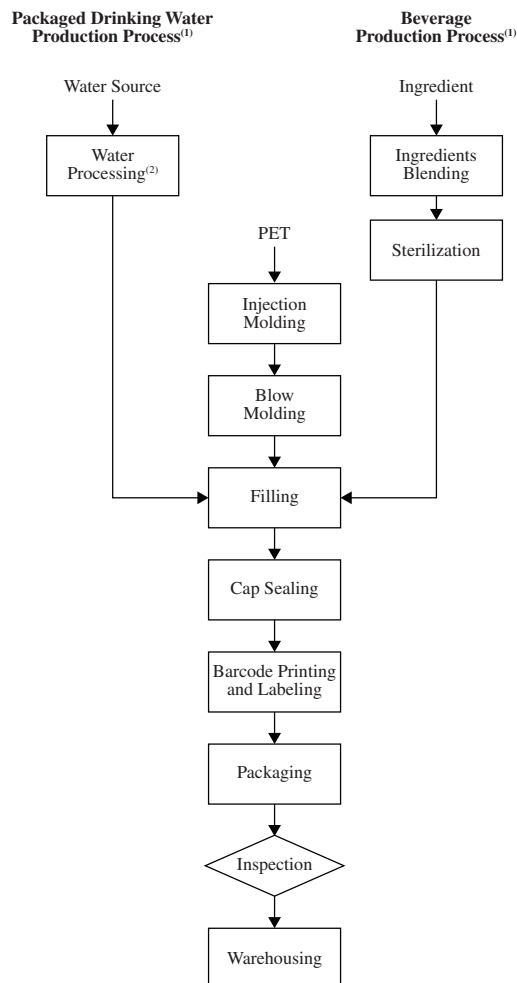 Packaged Drinking Water
Production Process(1)
Beverage
Production Process(1)
Water Source
Ingredient
Water
Processing(2)
Ingredients
Blending
PET
Sterilization
Injection
Molding
Blow
Molding
Filling
Cap Sealing
Barcode Printing
and Labeling
Packaging
Inspection
Warehousing